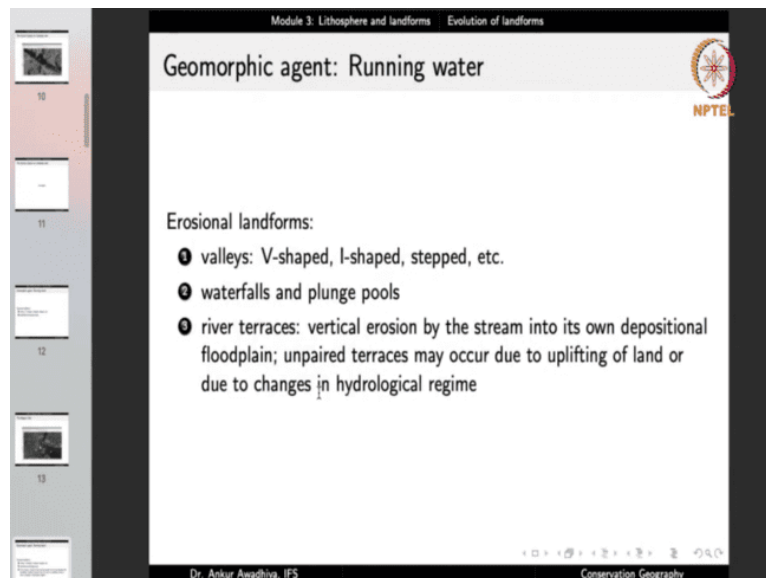 Module 3: Lithosphere and landforms Evolution of landforms
Geomorphic agent: Running water
NPTEL
Erosional landforms:
1 valleys: V-shaped, I-shaped, stepped, etc.
2 waterfalls and plunge pools
3 river terraces: vertical erosion by the stream into its own depositional
floodplain; unpaired terraces may occur due to uplifting of land or
due to changes in hydrological regime
10
11
12
13
Dr. Ankur Awadhiya, IFS Conservation Geography